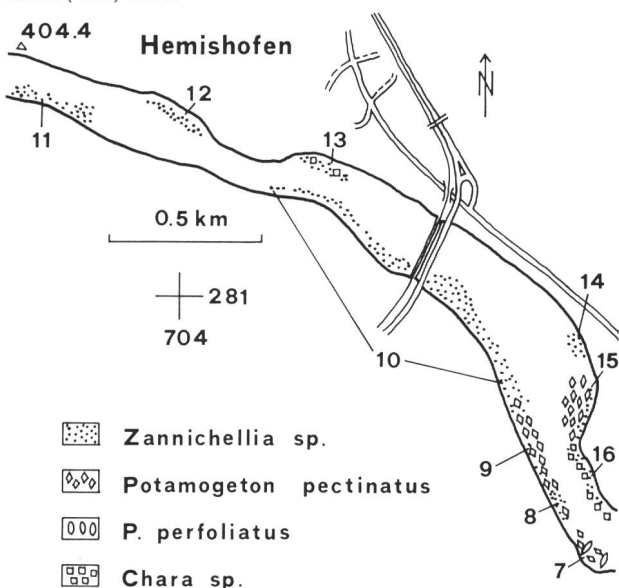 404.4
Hemishofen
N
12
11
13
0.5 km
281
704
14
10
15
16
9
8
7
Zannichellia sp.
Potamogeton pectinatus
P. perfoliatus
Chara sp.